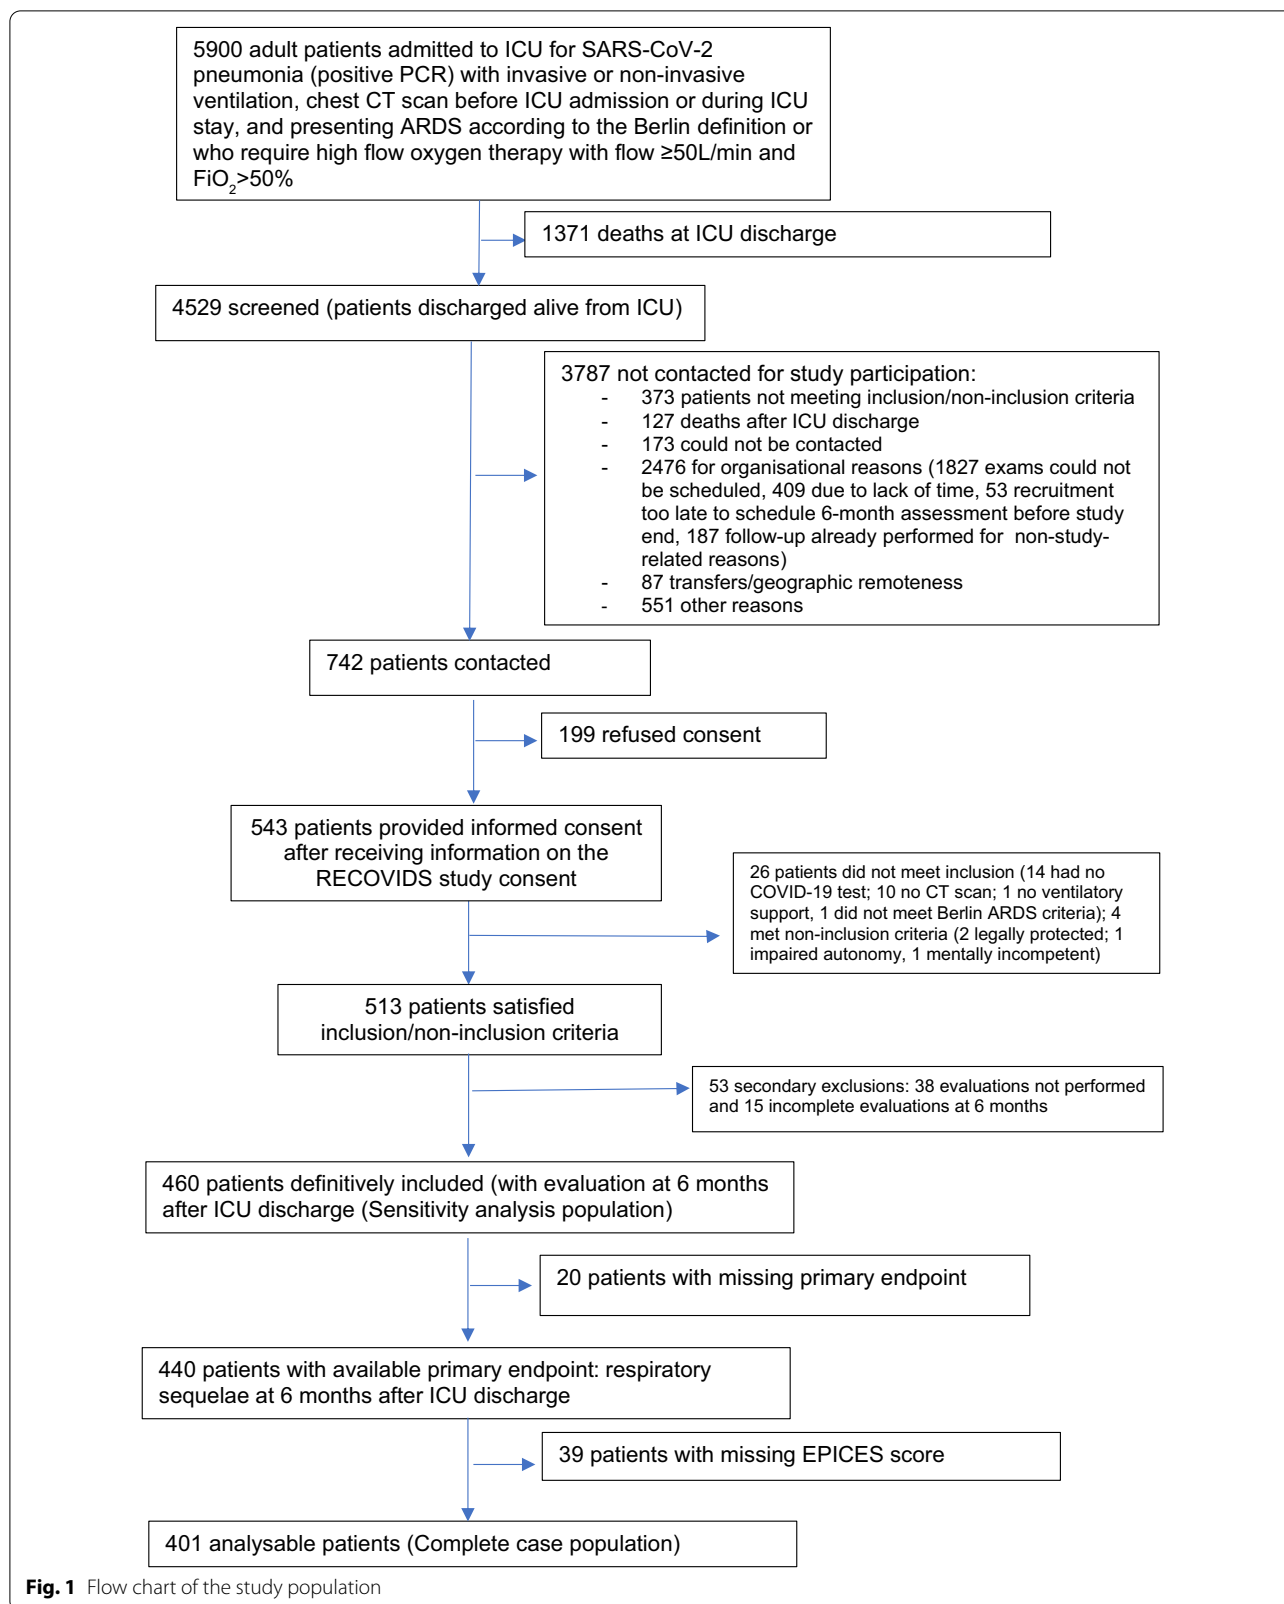 5900 adult patients admitted to ICU for SARS-CoV-2
pneumonia (positive PCR) with invasive or non-invasive
ventilation, chest CT scan before ICU admission or during ICU
stay, and presenting ARDS according to the Berlin definition or
who require high flow oxygen therapy with flow ≥50L/min and
FiO2>50%
1371 deaths at ICU discharge
4529 screened (patients discharged alive from ICU)
3787 not contacted for study participation:
- 373 patients not meeting inclusion/non-inclusion criteria
- 127 deaths after ICU discharge
- 173 could not be contacted
- 2476 for organisational reasons (1827 exams could not
be scheduled, 409 due to lack of time, 53 recruitment
too late to schedule 6-month assessment before study
end, 187 follow-up already performed for non-study-
related reasons)
- 87 transfers/geographic remoteness
- 551 other reasons
742 patients contacted
199 refused consent
543 patients provided informed consent
after receiving information on the
RECOVIDS study consent
26 patients did not meet inclusion (14 had no
COVID-19 test; 10 no CT scan; 1 no ventilatory
support, 1 did not meet Berlin ARDS criteria); 4
met non-inclusion criteria (2 legally protected; 1
impaired autonomy, 1 mentally incompetent)
513 patients satisfied
inclusion/non-inclusion criteria
53 secondary exclusions: 38 evaluations not performed
and 15 incomplete evaluations at 6 months
460 patients definitively included (with evaluation at 6 months
after ICU discharge (Sensitivity analysis population)
20 patients with missing primary endpoint
440 patients with available primary endpoint: respiratory
sequelae at 6 months after ICU discharge
39 patients with missing EPICES score
401 analysable patients (Complete case population)
Fig. 1 Flow chart of the study population